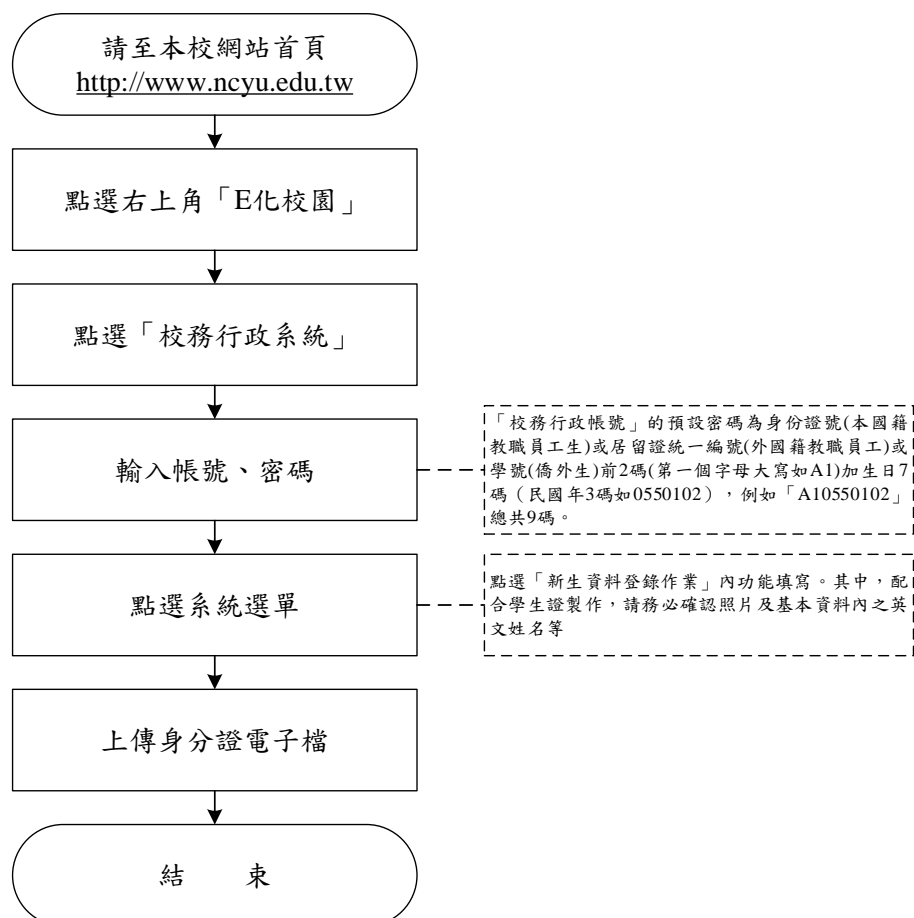 請至本校網站首頁
http://www.ncyu.edu.tw
點選右上角「E化校園」
點選「校務行政系統」
輸入帳號、密碼
「校務行政帳號」的預設密碼為身份證號(本國籍
教職員工生)或居留證統一編號(外國籍教職員工)或
學號(僑外生)前2碼(第一個字母大寫如A1)加生日7
碼（民國年3碼如0550102），例如「A10550102」
總共9碼。
點選系統選單
點選「新生資料登錄作業」內功能填寫。其中，配
合學生證製作，請務必確認照片及基本資料內之英
文姓名等
上傳身分證電子檔
結　　束